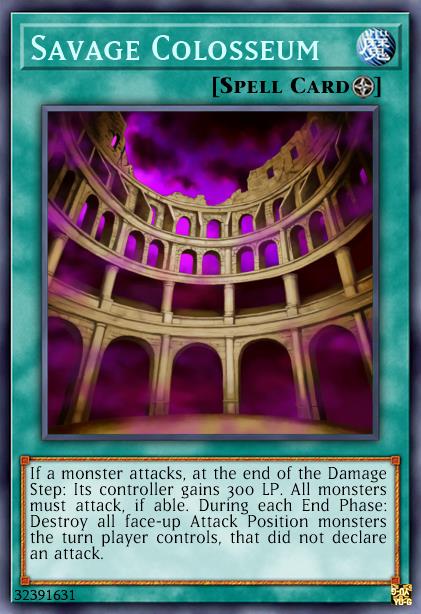 Savage Colosseum
魔
[Spell Card]
If a monster attacks, at the end of the Damage
Step: Its controller gains 300 LP. All monsters
must attack, if able. During each End Phase:
Destroy all face-up Attack Position monsters
the turn player controls, that did not declare
an attack.
32391631